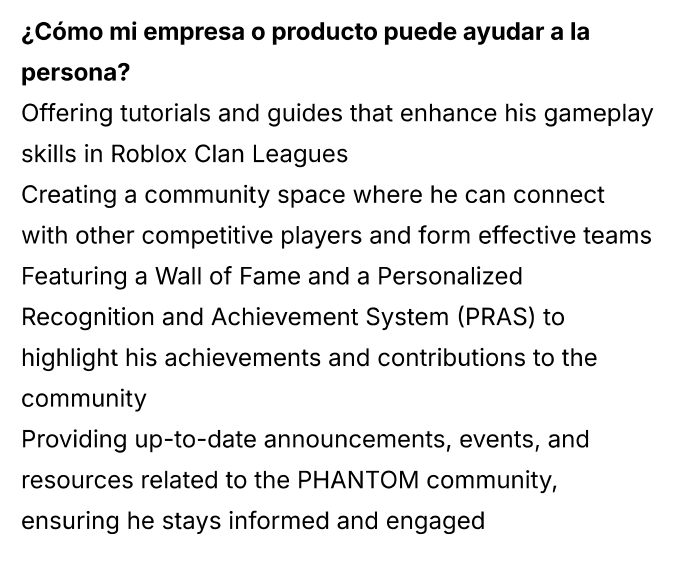 ¿Cómo mi empresa o producto puede ayudar a la
persona?
Offering tutorials and guides that enhance his gameplay
skills in Roblox Clan Leagues
Creating a community space where he can connect
with other competitive players and form effective teams
Featuring a Wall of Fame and a Personalized
Recognition and Achievement System (PRAS) to
highlight his achievements and contributions to the
community
Providing up-to-date announcements, events, and
resources related to the PHANTOM community,
ensuring he stays informed and engaged